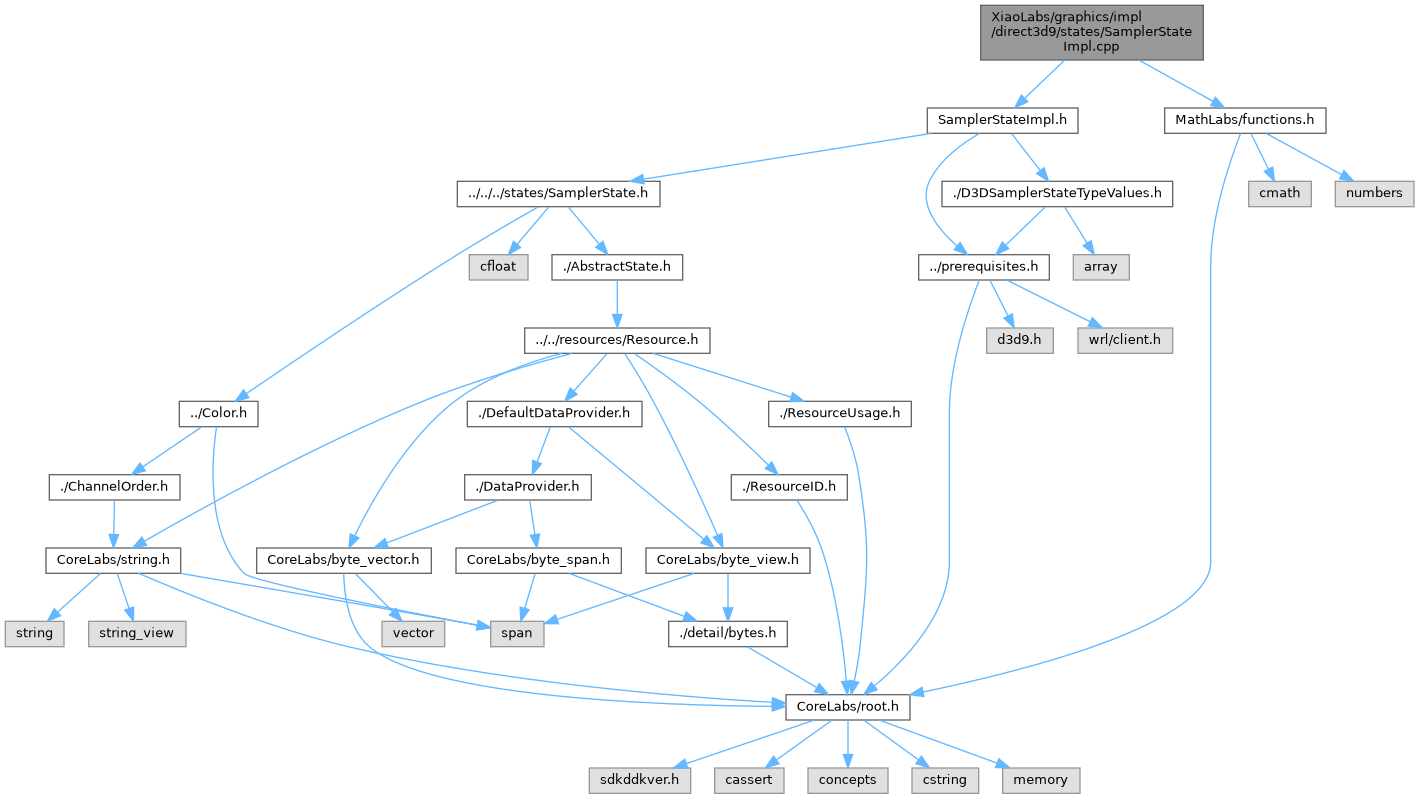 XiaoLabs/graphics/impl
/direct3d9/states/SamplerState
Impl.cpp
SamplerStateImpl.h
MathLabs/functions.h
../../../states/SamplerState.h
./D3DSamplerStateTypeValues.h
cmath
numbers
cfloat
./AbstractState.h
../prerequisites.h
array
../../resources/Resource.h
d3d9.h
wrl/client.h
../Color.h
./DefaultDataProvider.h
./ResourceUsage.h
./ChannelOrder.h
./DataProvider.h
./ResourceID.h
CoreLabs/string.h
CoreLabs/byte_vector.h
CoreLabs/byte_span.h
CoreLabs/byte_view.h
string
string_view
vector
span
./detail/bytes.h
CoreLabs/root.h
sdkddkver.h
cassert
concepts
cstring
memory